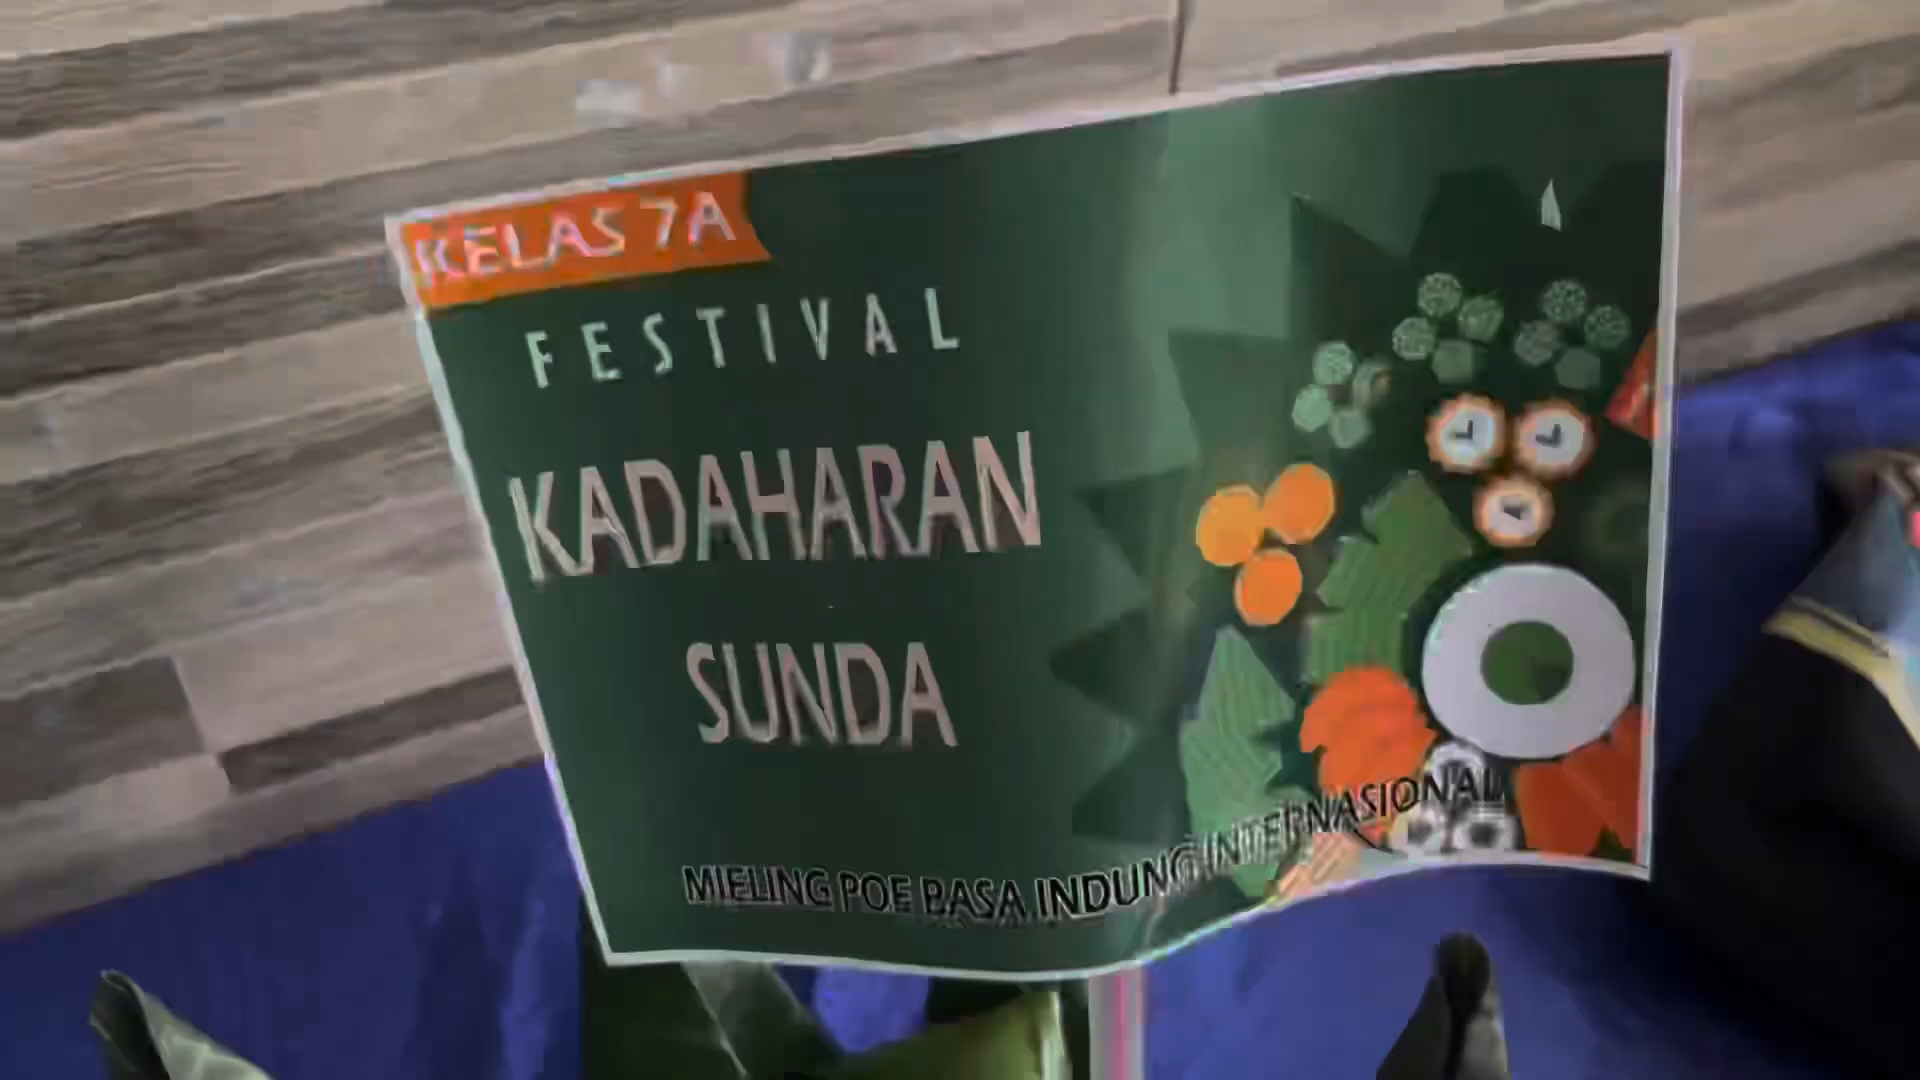 KELAS 7A
FESTIVAL
KADAHARAN
SUNDA
MIELING POE BASA INDUNG INTERNASIONAL